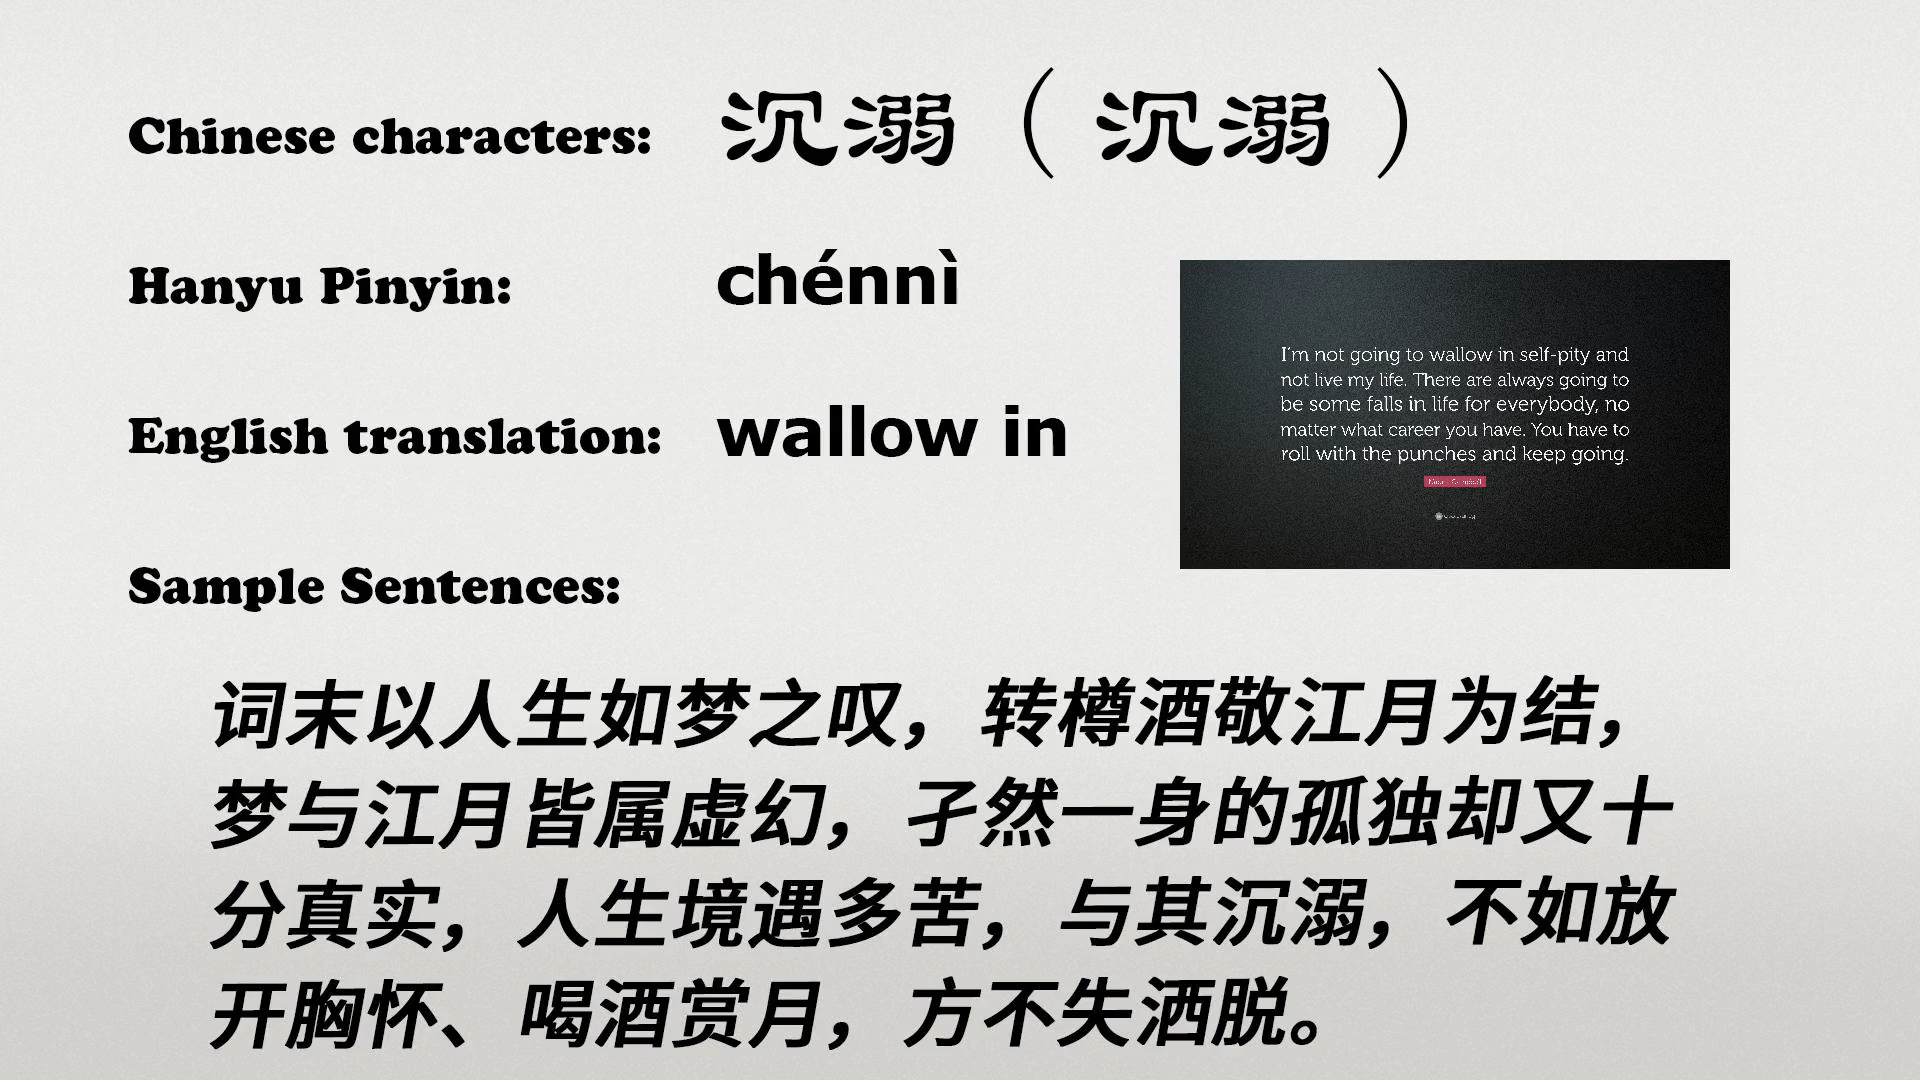 Chinese characters: 沉溺（沉溺）
Hanyu Pinyin: chénnì
English translation: wallow in
I'm not going to wallow in self-pity and
not live my life. There are always going to
be some falls in life for everybody, no
matter what career you have. You have to
roll with the punches and keep going.
Sample Sentences:
词末以人生如梦之叹，转樽酒敬江月为结，
梦与江月皆属虚幻，孑然一身的孤独却又十
分真实，人生境遇多苦，与其沉溺，不如放
开胸怀、喝酒赏月，方不失洒脱。